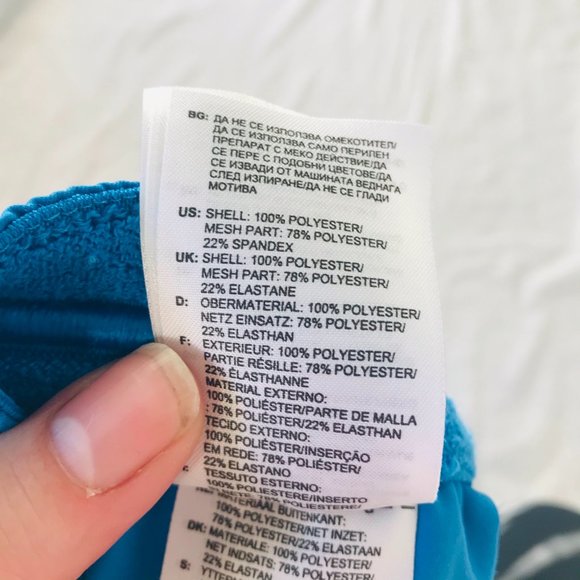 BG: ДА НЕ СЕ ИЗПОЛЗВА ОМЕКОТИТЕЛ/
ДА СЕ ИЗПОЛЗВА САМО ПЕРИЛЕН
ПРЕПАРАТ С МЕКО ДЕЙСТВИЕ/ДА
СЕ ПЕРЕ С ПОДОБНИ ЦВЕТОВЕ/ДА
СЕ ИЗВАДИ ОТ МАШИНАТА ВЕДНАГА
СЛЕД ИЗПИРАНЕ/ДА НЕ СЕ ГЛАДИ
МОТИВА
US: SHELL: 100% POLYESTER/
MESH PART: 78% POLYESTER/
22% SPANDEX
UK: SHELL: 100% POLYESTER/
MESH PART: 78% POLYESTER/
22% ELASTANE
D: OBERMATERIAL: 100% POLYESTER/
NETZ EINSATZ: 78% POLYESTER/
22% ELASTHAN
F: EXTERIEUR: 100% POLYESTER/
PARTIE RÉSILLE: 78% POLYESTER/
22% ÉLASTHANNE
MATERIAL EXTERNO:
100% POLIÉSTER/PARTE DE MALLA
: 78% POLIÉSTER/22% ELASTHAN
TECIDO EXTERNO:
100% POLIÉSTER/INSERÇÃO
EM REDE: 78% POLIÉSTER/
22% ELASTANO
TESSUTO ESTERNO:
100% POLIESTERE/INSERTO
MATERIAAL BUITENKANT:
100% POLYESTER/NET INZET:
78% POLYESTER/22% ELASTAAN
DK: MATERIALE: 100% POLYESTER/
NET INDSATS: 78% POLYESTER/
22% ELASTAN
S: